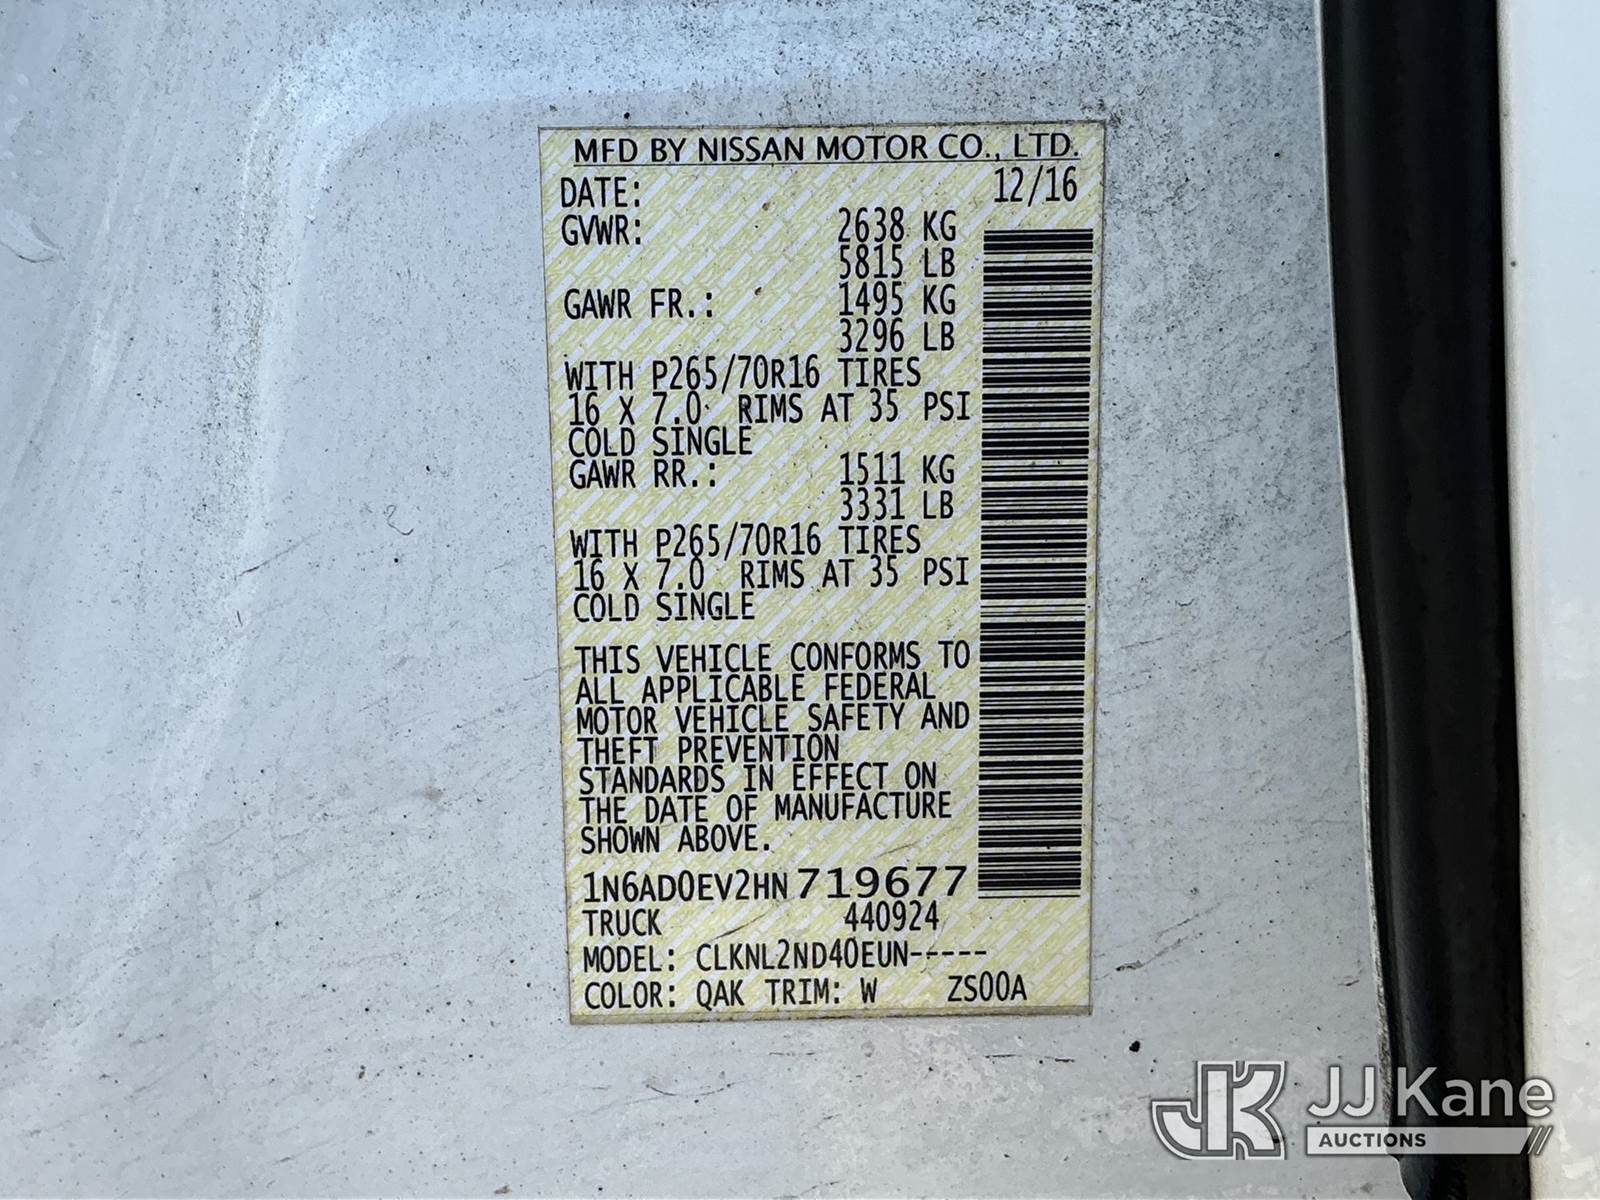 MFD BY NISSAN MOTOR CO., LTD.
DATE: 12/16
GVWR: 2638 KG
5815 LB
GAWR FR.: 1495 KG
3296 LB
WITH P265/70R16 TIRES
16 X 7.0 RIMS AT 35 PSI
COLD SINGLE
GAWR RR.: 1511 KG
3331 LB
WITH P265/70R16 TIRES
16 X 7.0 RIMS AT 35 PSI
COLD SINGLE
THIS VEHICLE CONFORMS TO
ALL APPLICABLE FEDERAL
MOTOR VEHICLE SAFETY AND
THEFT PREVENTION
STANDARDS IN EFFECT ON
THE DATE OF MANUFACTURE
SHOWN ABOVE.
1N6AD0EV2HN719677
TRUCK 440924
MODEL: CLKNL2ND40EUN-----
COLOR: QAK TRIM: W ZS00A
JK JJ Kane
AUCTIONS